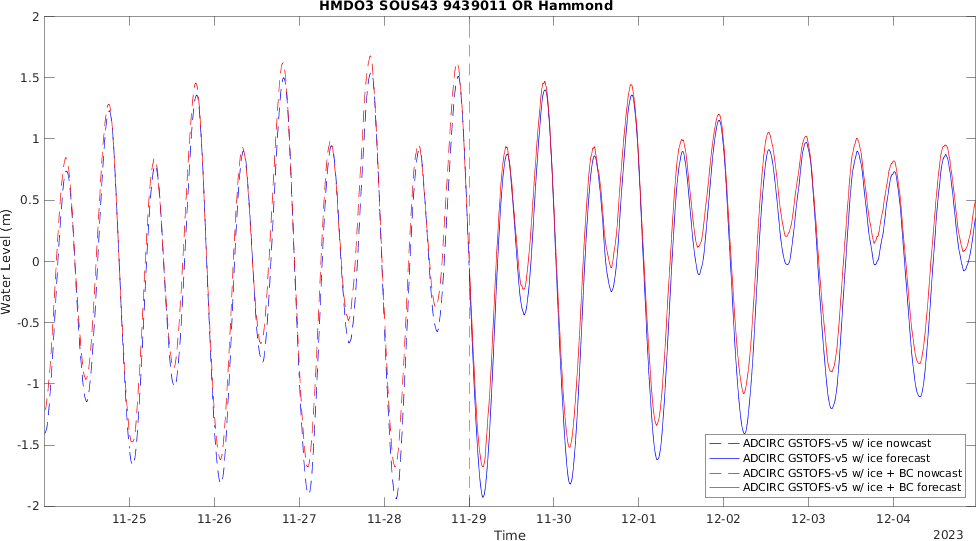 HMDO3 SOUS43 9439011 OR Hammond
2
1.5
1
0.5
0
-0.5
-1
-1.5
-2
Water Level (m)
ADCIRC GSTOFS-v5 w/ ice nowcast
ADCIRC GSTOFS-v5 w/ ice forecast
ADCIRC GSTOFS-v5 w/ ice + BC nowcast
ADCIRC GSTOFS-v5 w/ ice + BC forecast
11-25 11-26 11-27 11-28 11-29 11-30 12-01 12-02 12-03 12-04
Time
2023